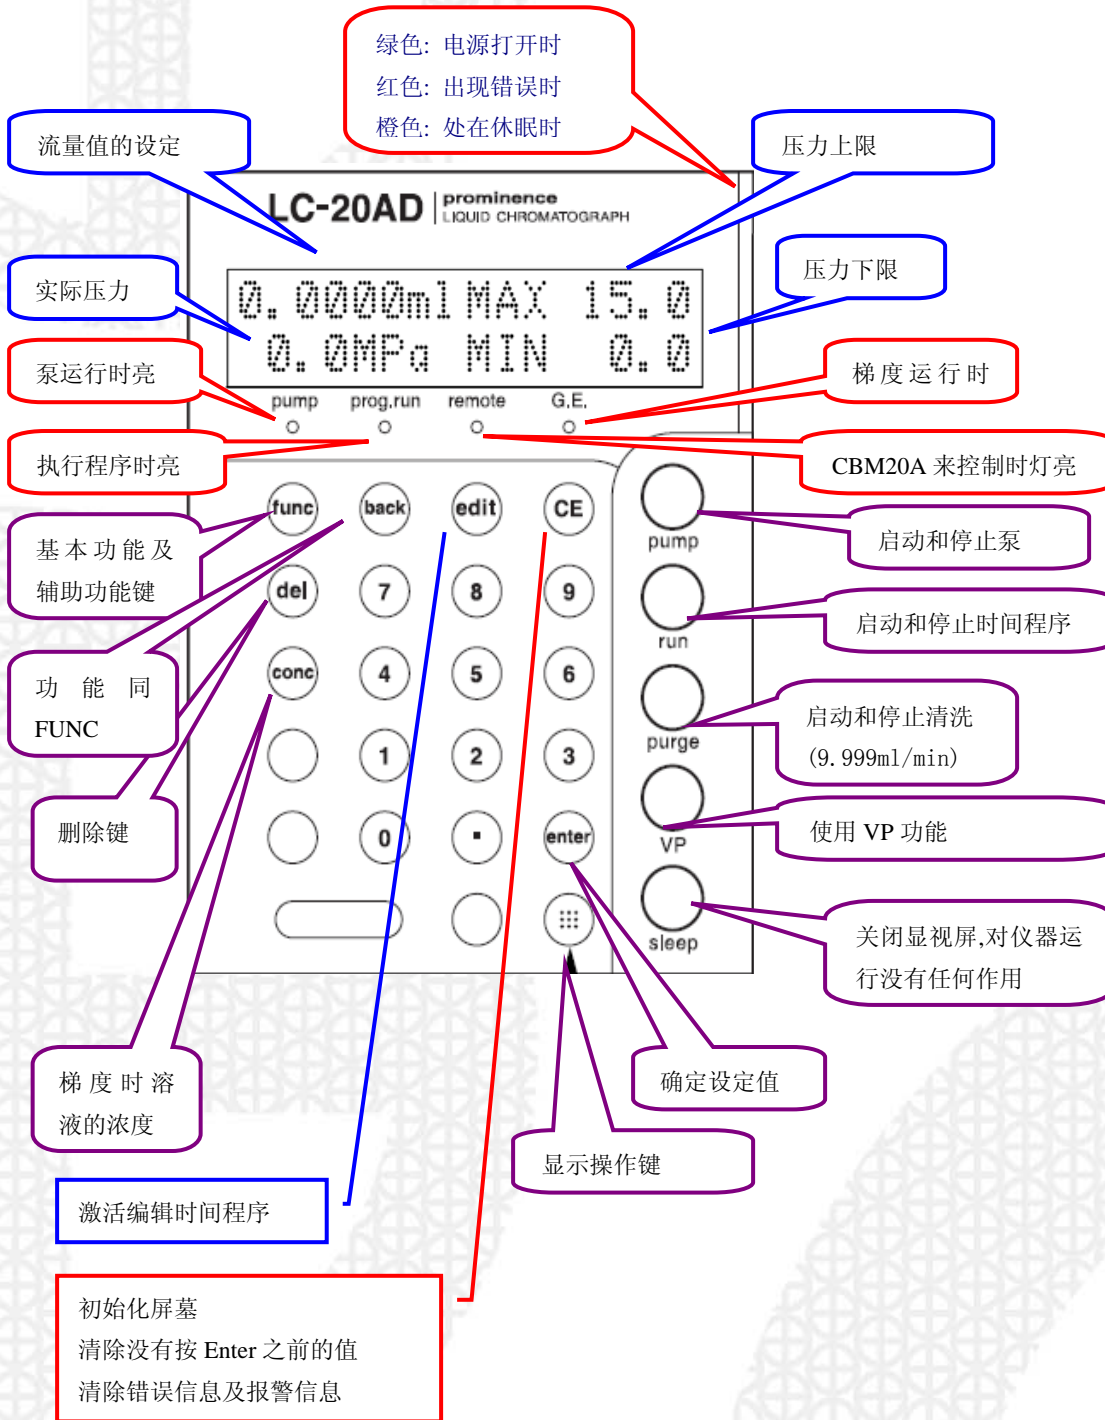 绿色: 电源打开时
红色: 出现错误时
橙色: 处在休眠时
流量值的设定
压力上限
LC-20AD prominence
LIQUID CHROMATOGRAPH
实际压力
压力下限
0.0000ml MAX 15.0
0.0MPa MIN 0.0
泵运行时亮
梯度运行时
pump prog.run remote G.E.
执行程序时亮
CBM20A 来控制时灯亮
func back edit CE
pump
基本功能及
辅助功能键
启动和停止泵
del 7 8 9
run
启动和停止时间程序
conc 4 5 6
功能同
FUNC
purge
启动和停止清洗
(9.999ml/min)
1 2 3
删除键
0 . enter
VP
使用 VP 功能
sleep
关闭显视屏,对仪器运
行没有任何作用
梯度时溶
液的浓度
确定设定值
显示操作键
激活编辑时间程序
初始化屏墓
清除没有按 Enter 之前的值
清除错误信息及报警信息